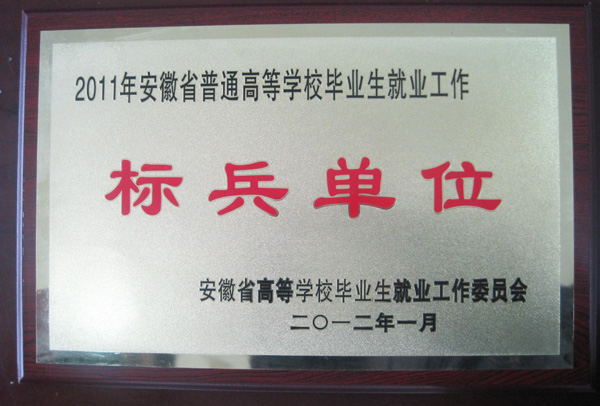 2011年安徽省普通高等学校毕业生就业工作
标兵单位
安徽省高等学校毕业生就业工作委员会
二〇一二年一月